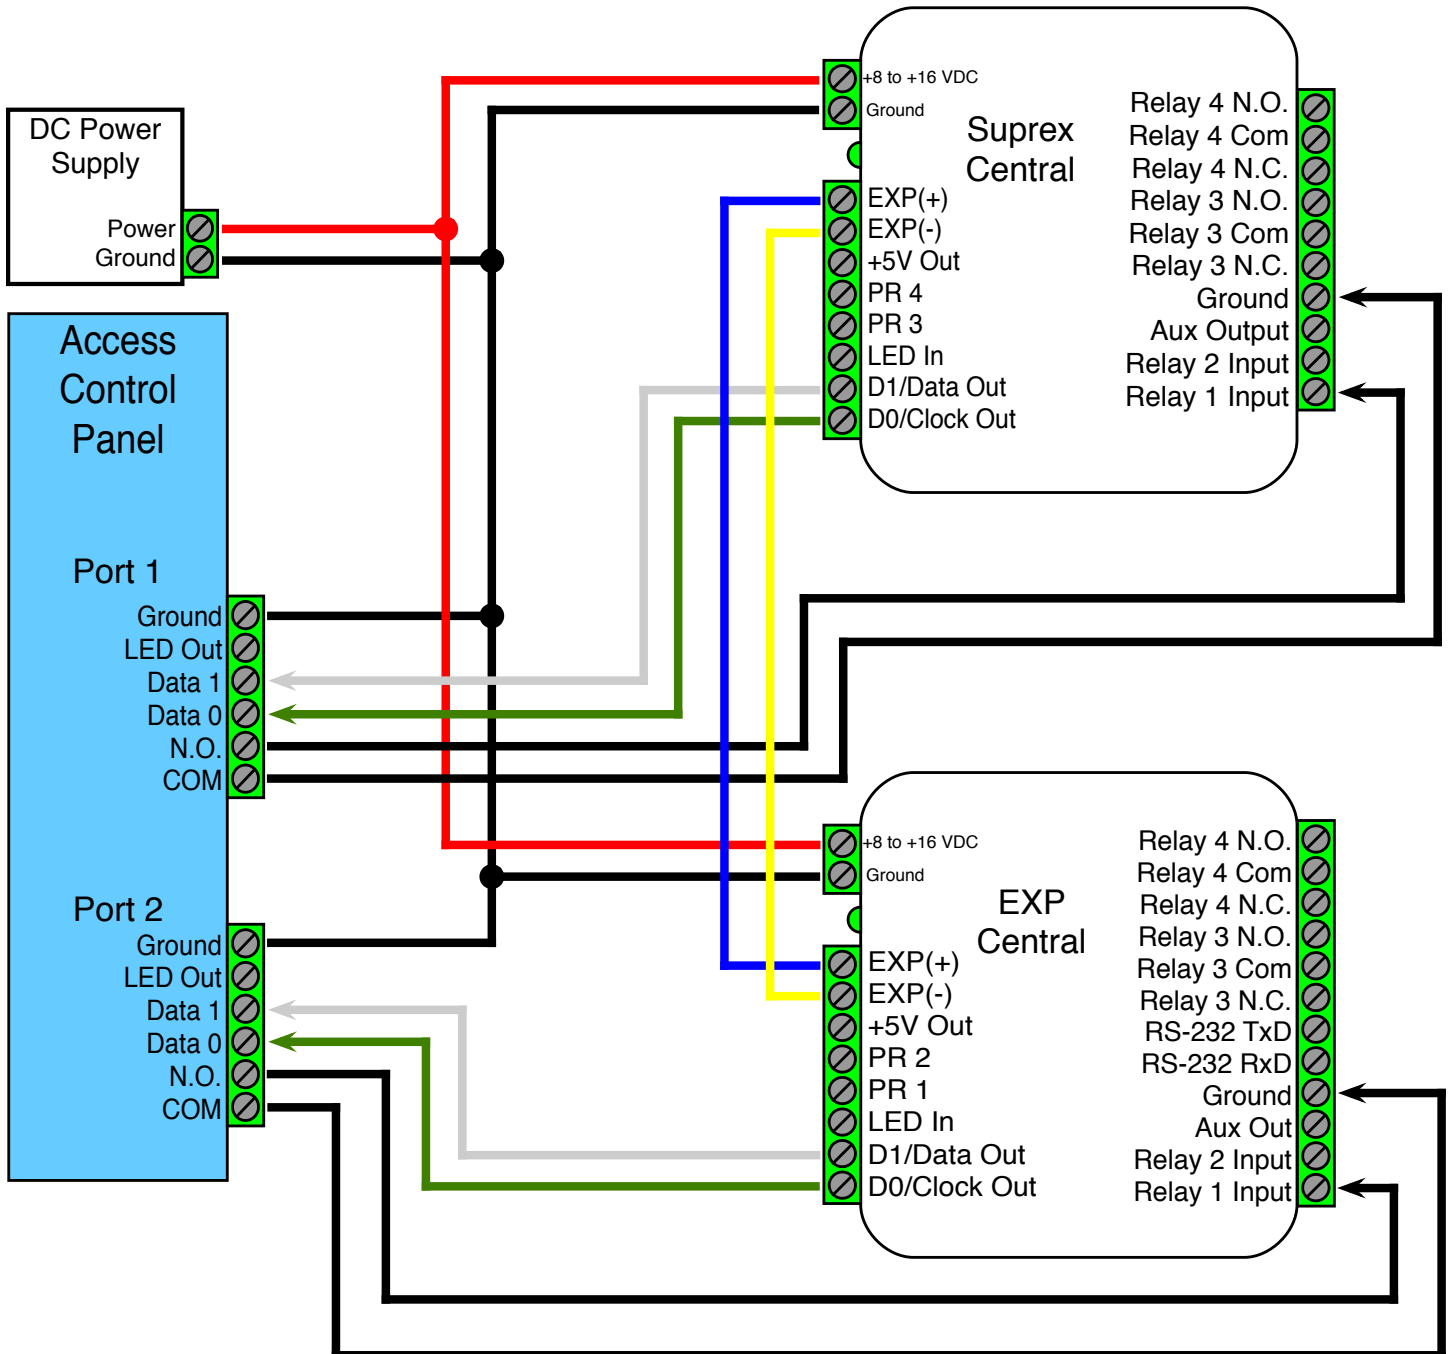 DC Power
Supply
Power
Ground
Access
Control
Panel
Port 1
Ground
LED Out
Data 1
Data 0
N.O.
COM
Port 2
Ground
LED Out
Data 1
Data 0
N.O.
COM
+8 to +16 VDC
Ground
Suprex
Central
EXP(+)
EXP(-)
+5V Out
PR 4
PR 3
LED In
D1/Data Out
D0/Clock Out
Relay 4 N.O.
Relay 4 Com
Relay 4 N.C.
Relay 3 N.O.
Relay 3 Com
Relay 3 N.C.
Ground
Aux Output
Relay 2 Input
Relay 1 Input
+8 to +16 VDC
Ground
EXP
Central
EXP(+)
EXP(-)
+5V Out
PR 2
PR 1
LED In
D1/Data Out
D0/Clock Out
Relay 4 N.O.
Relay 4 Com
Relay 4 N.C.
Relay 3 N.O.
Relay 3 Com
Relay 3 N.C.
RS-232 TxD
RS-232 RxD
Ground
Aux Out
Relay 2 Input
Relay 1 Input